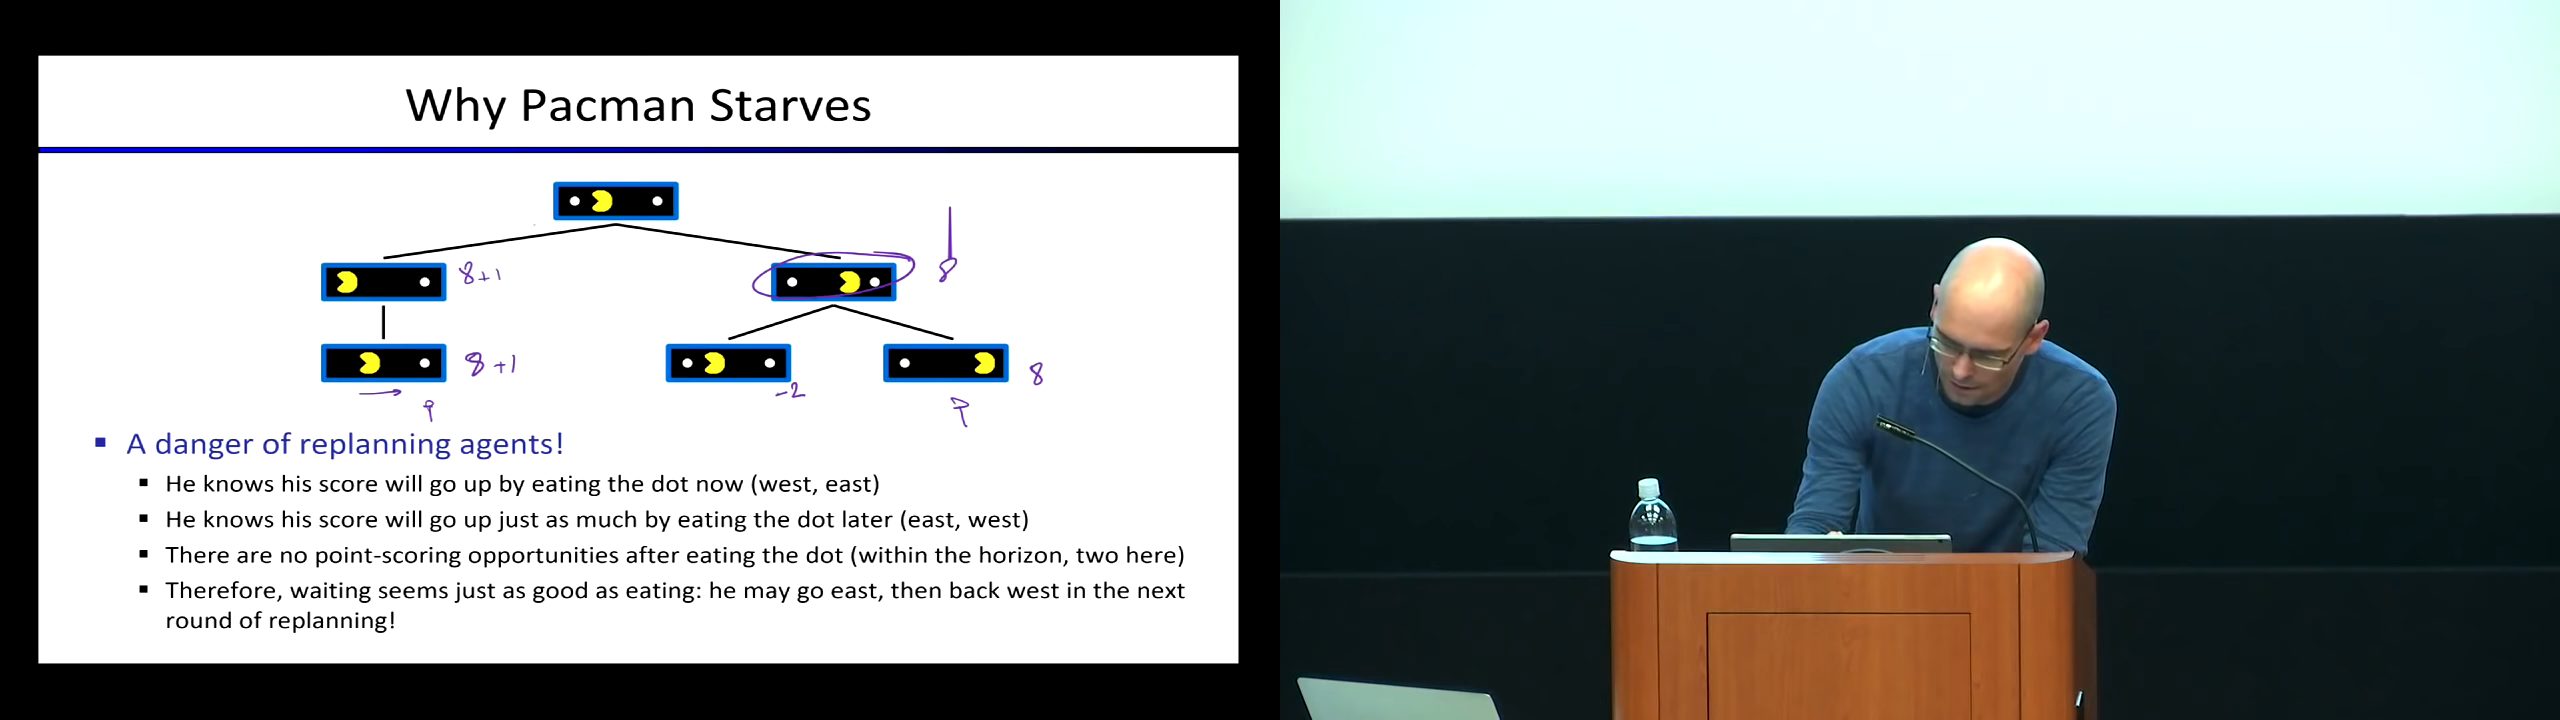 Why Pacman Starves
8+1
8
8+1
-2
8
A danger of replanning agents!
He knows his score will go up by eating the dot now (west, east)
He knows his score will go up just as much by eating the dot later (east, west)
There are no point-scoring opportunities after eating the dot (within the horizon, two here)
Therefore, waiting seems just as good as eating: he may go east, then back west in the next
round of replanning!